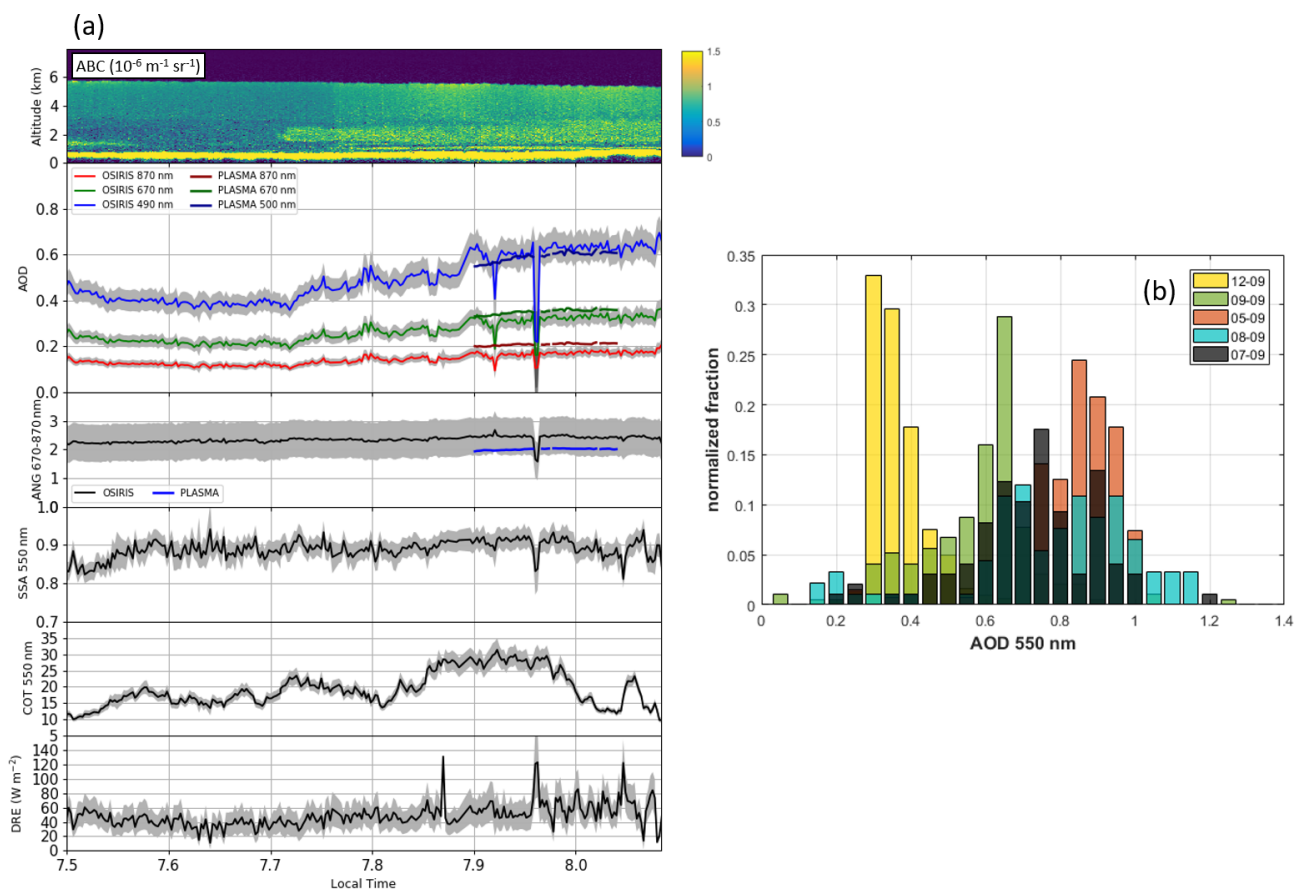 (a)
ABC (10⁻⁶ m⁻¹ sr⁻¹)
Altitude (km)
6
4
2
0
1.5
1
0.5
0
OSIRIS 870 nm
OSIRIS 670 nm
OSIRIS 490 nm
PLASMA 870 nm
PLASMA 670 nm
PLASMA 500 nm
AOD
0.8
0.6
0.4
0.2
0.0
ANG 670-870nm
3
2
1
OSIRIS
PLASMA
SSA 550 nm
1.0
0.9
0.8
0.7
COT 550 nm
35
30
25
20
15
10
5
DRE (W m⁻²)
140
120
100
80
60
40
20
0
7.5 7.6 7.7 7.8 7.9 8.0
Local Time
(b)
12-09
09-09
05-09
08-09
07-09
normalized fraction
0.35
0.3
0.25
0.2
0.15
0.1
0.05
0
0 0.2 0.4 0.6 0.8 1 1.2 1.4
AOD 550 nm